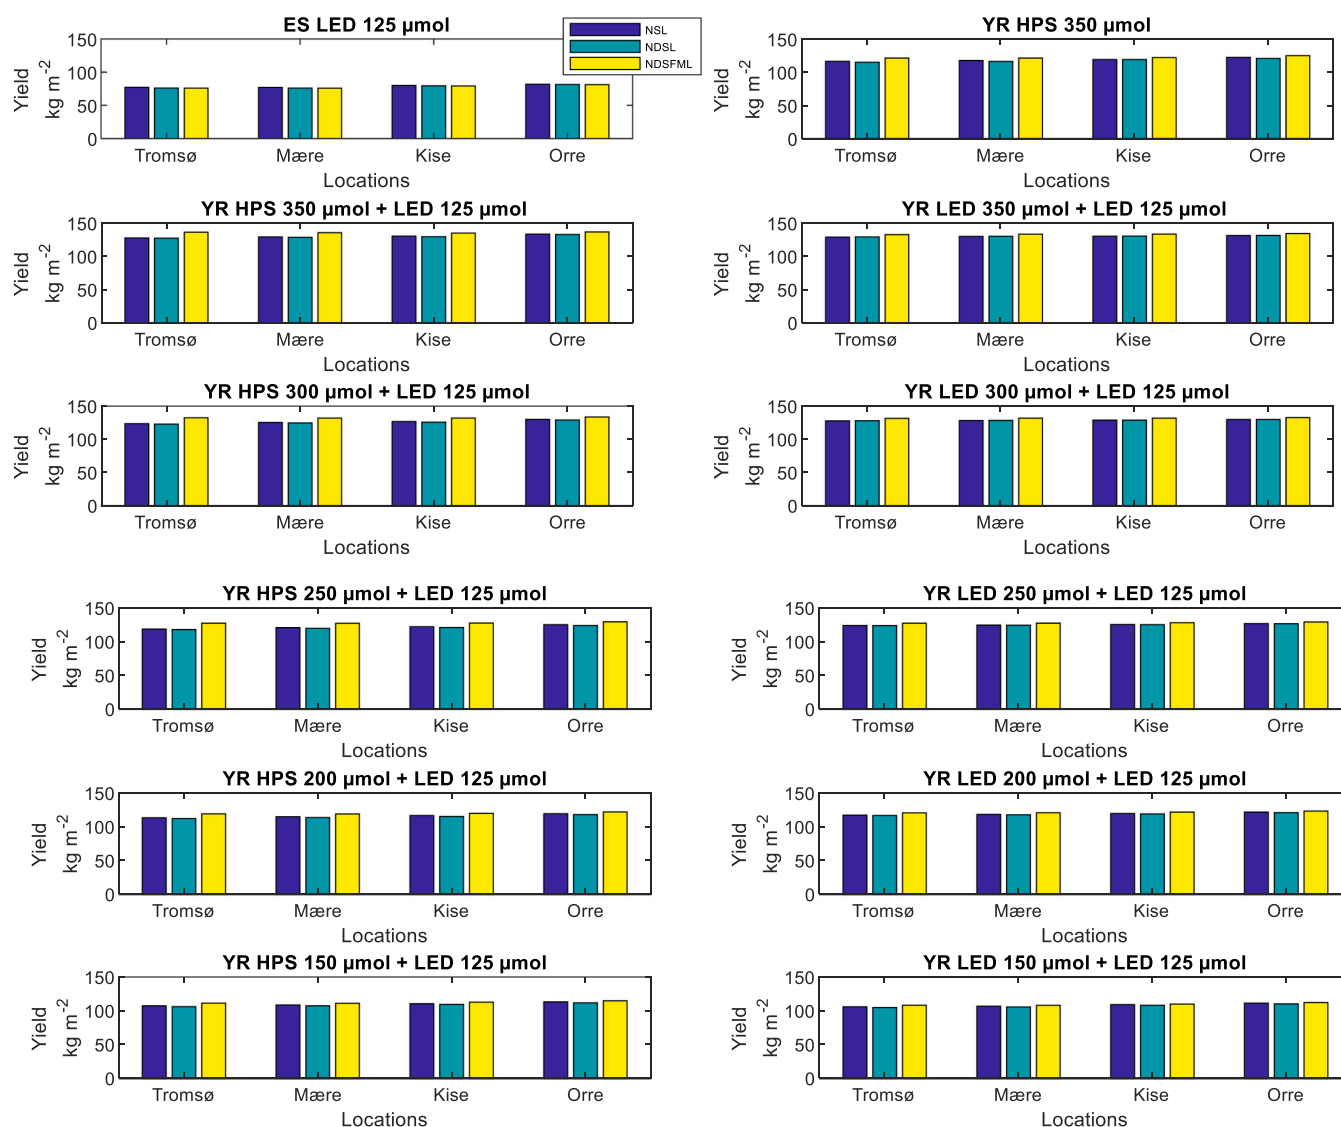 ES LED 125 µmol
NSL
NDSL
NDSFML
Yield
kg m-2
150
100
50
0
Tromsø Mære Kise Orre
Locations
YR HPS 350 µmol
Yield
kg m-2
150
100
50
0
Tromsø Mære Kise Orre
Locations
YR HPS 350 µmol + LED 125 µmol
Yield
kg m-2
150
100
50
0
Tromsø Mære Kise Orre
Locations
YR LED 350 µmol + LED 125 µmol
Yield
kg m-2
150
100
50
0
Tromsø Mære Kise Orre
Locations
YR HPS 300 µmol + LED 125 µmol
Yield
kg m-2
150
100
50
0
Tromsø Mære Kise Orre
Locations
YR LED 300 µmol + LED 125 µmol
Yield
kg m-2
150
100
50
0
Tromsø Mære Kise Orre
Locations
YR HPS 250 µmol + LED 125 µmol
Yield
kg m-2
150
100
50
0
Tromsø Mære Kise Orre
Locations
YR LED 250 µmol + LED 125 µmol
Yield
kg m-2
150
100
50
0
Tromsø Mære Kise Orre
Locations
YR HPS 200 µmol + LED 125 µmol
Yield
kg m-2
150
100
50
0
Tromsø Mære Kise Orre
Locations
YR LED 200 µmol + LED 125 µmol
Yield
kg m-2
150
100
50
0
Tromsø Mære Kise Orre
Locations
YR HPS 150 µmol + LED 125 µmol
Yield
kg m-2
150
100
50
0
Tromsø Mære Kise Orre
Locations
YR LED 150 µmol + LED 125 µmol
Yield
kg m-2
150
100
50
0
Tromsø Mære Kise Orre
Locations